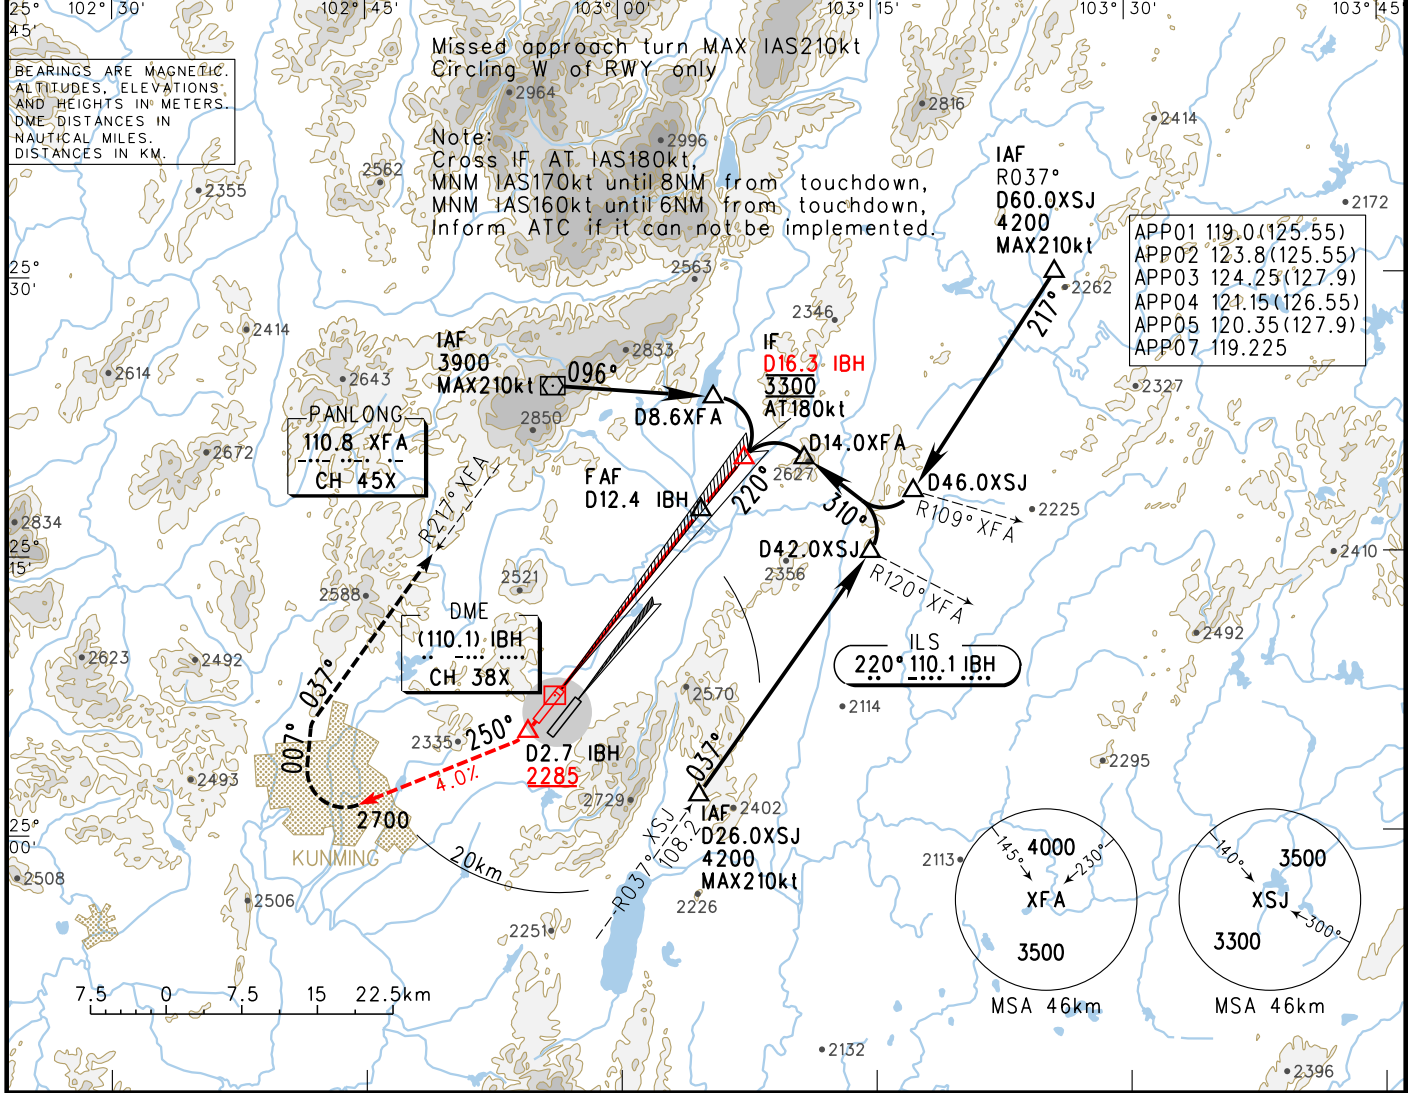 25°
45'
102° 30'
102° 45'
103° 00'
103° 15'
103° 30'
103° 45'
BEARINGS ARE MAGNETIC.
ALTITUDES, ELEVATIONS
AND HEIGHTS IN METERS.
DME DISTANCES IN
NAUTICAL MILES.
DISTANCES IN KM.
Missed approach turn MAX IAS210kt
Circling W of RWY only
Note:
Cross IF AT IAS180kt,
MNM IAS170kt until 8NM from touchdown,
MNM IAS160kt until 6NM from touchdown,
Inform ATC if it can not be implemented.
2964
2996
2816
2414
2562
2355
2172
IAF
R037°
D60.0XSJ
4200
MAX210kt
APP01 119.0(125.55)
APP02 123.8(125.55)
APP03 124.25(127.9)
APP04 121.15(126.55)
APP05 120.35(127.9)
APP07 119.225
25°
30'
2563
2262
217°
2346
2414
2833
2614
2643
2327
IAF
3900
MAX210kt
096°
D8.6XFA
IF
D16.3 IBH
3300
AT180kt
2850
PANLONG
110.8 XFA
CH 45X
2672
R217° XFA
D14.0XFA
2627
FAF
D12.4 IBH
220°
310°
D46.0XSJ
R109° XFA
2225
2834
25°
15'
D42.0XSJ
2356
R120° XFA
2410
2521
2588
DME
(110.1) IBH
CH 38X
ILS
220° 110.1 IBH
2492
2623
2492
037°
007°
2570
2114
2335
250°
4.0%
D2.7 IBH
2285
2295
2493
2729
037°
2402
2700
IAF
D26.0XSJ
4200
MAX210kt
R037° XSJ
108.2
25°
00'
KUNMING
20km
2508
2506
2226
2251
2113
145°
4000
230°
XFA
3500
MSA 46km
140°
3500
XSJ
300°
3300
MSA 46km
7.5 0 7.5 15 22.5km
2132
2396